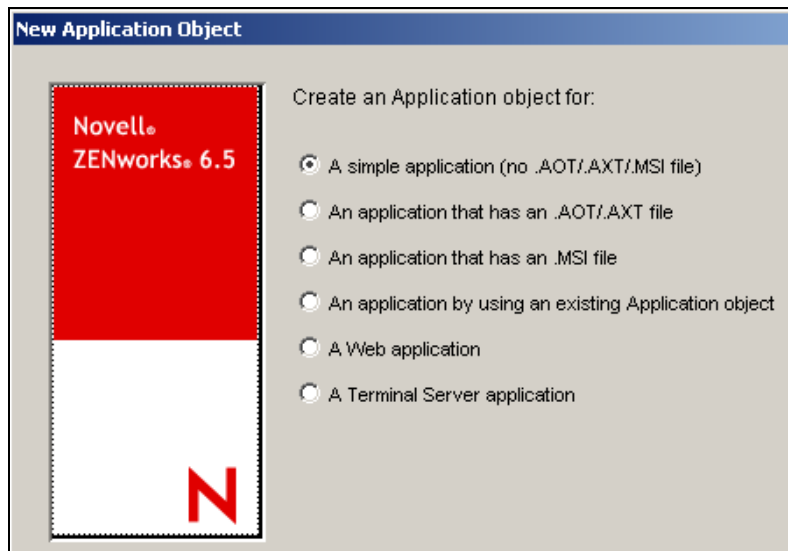 New Application Object
Novell®
ZENworks® 6.5
Create an Application object for:
A simple application (no .AOT/.AXT/.MSI file)
An application that has an .AOT/.AXT file
An application that has an .MSI file
An application by using an existing Application object
A Web application
A Terminal Server application
N